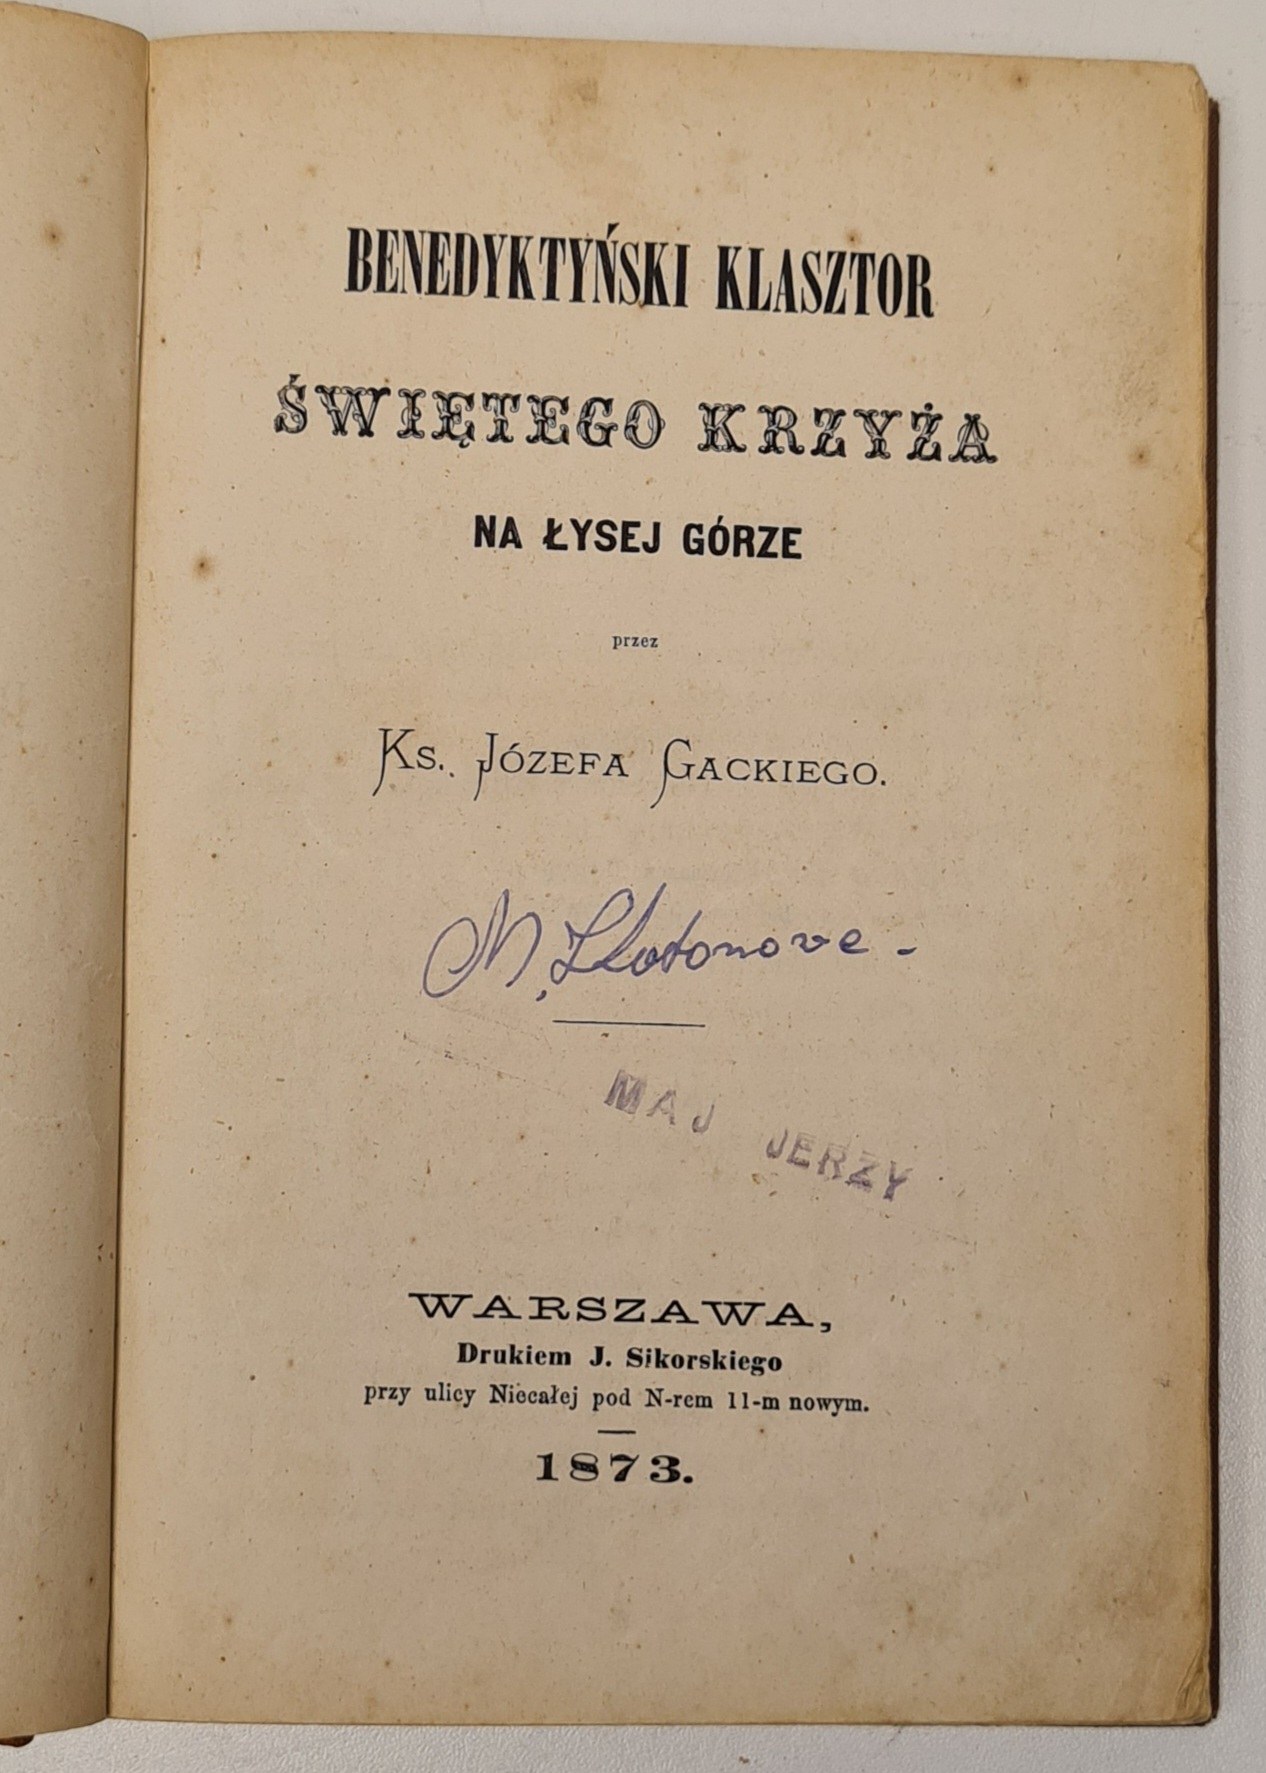 BENEDYKTYŃSKI KLASZTOR
ŚWIĘTEGO KRZYŻA
NA ŁYSEJ GÓRZE
przez
Ks. Józefa Gackiego.
MAJ JERZY
WARSZAWA,
Drukiem J. Sikorskiego
przy ulicy Niecałej pod N-rem 11-m nowym.
1873.